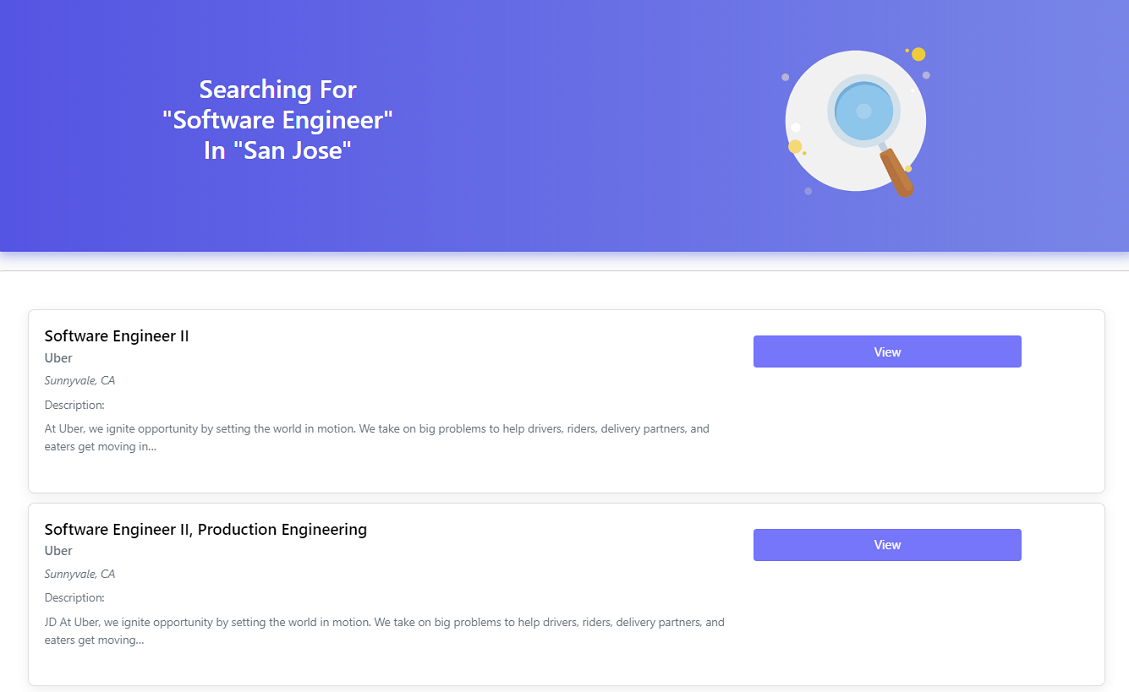 Searching For
"Software Engineer"
In "San Jose"
Software Engineer II
Uber
Sunnyvale, CA
Description:
At Uber, we ignite opportunity by setting the world in motion. We take on big problems to help drivers, riders, delivery partners, and
eaters get moving in...
View
Software Engineer II, Production Engineering
Uber
Sunnyvale, CA
Description:
JD At Uber, we ignite opportunity by setting the world in motion. We take on big problems to help drivers, riders, delivery partners, and
eaters get moving...
View